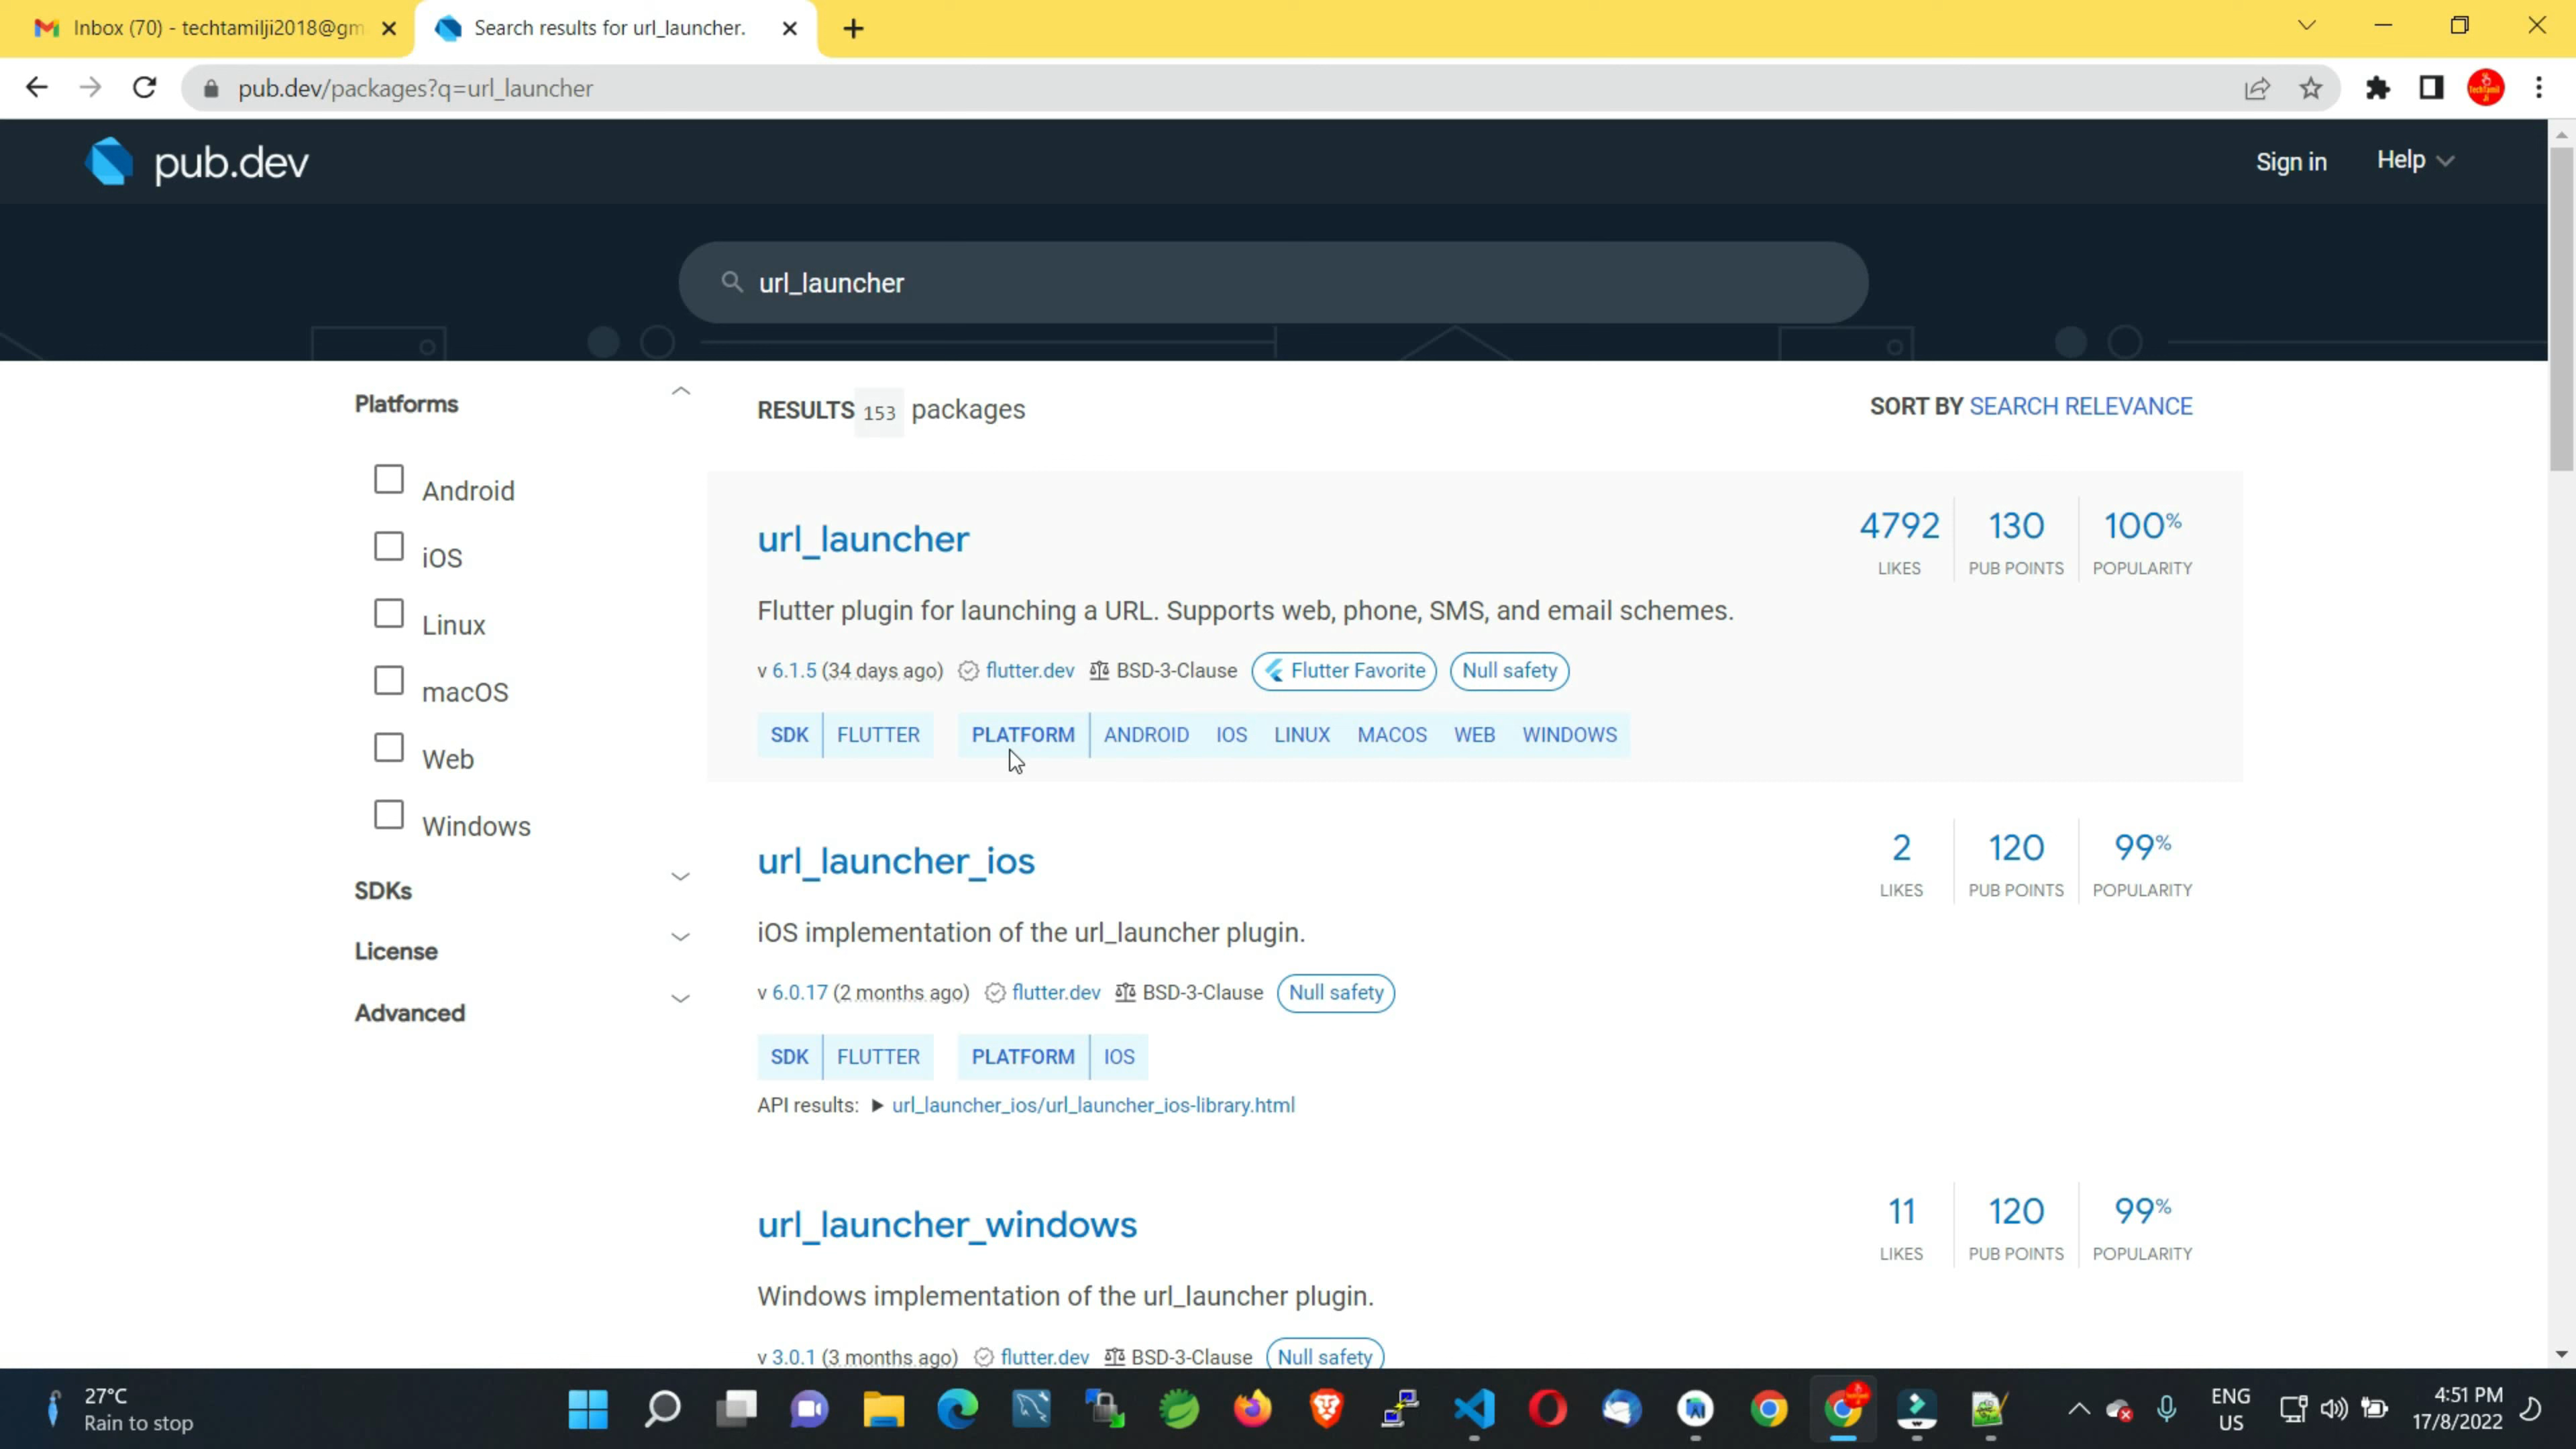 Inbox (70) - techtamilji2018@gm
Search results for url_launcher.
pub.dev/packages?q=url_launcher
pub.dev
Sign in
Help
url_launcher
Platforms
Android
iOS
Linux
macOS
Web
Windows
SDKs
License
Advanced
RESULTS 153 packages
SORT BY SEARCH RELEVANCE
url_launcher
4792 LIKES
130 PUB POINTS
100% POPULARITY
Flutter plugin for launching a URL. Supports web, phone, SMS, and email schemes.
v 6.1.5 (34 days ago) flutter.dev BSD-3-Clause Flutter Favorite Null safety
SDK FLUTTER PLATFORM ANDROID IOS LINUX MACOS WEB WINDOWS
url_launcher_ios
2 LIKES
120 PUB POINTS
99% POPULARITY
iOS implementation of the url_launcher plugin.
v 6.0.17 (2 months ago) flutter.dev BSD-3-Clause Null safety
SDK FLUTTER PLATFORM IOS
API results: ▶ url_launcher_ios/url_launcher_ios-library.html
url_launcher_windows
11 LIKES
120 PUB POINTS
99% POPULARITY
Windows implementation of the url_launcher plugin.
v 3.0.1 (3 months ago) flutter.dev BSD-3-Clause Null safety
27°C
Rain to stop
ENG
US
4:51 PM
17/8/2022